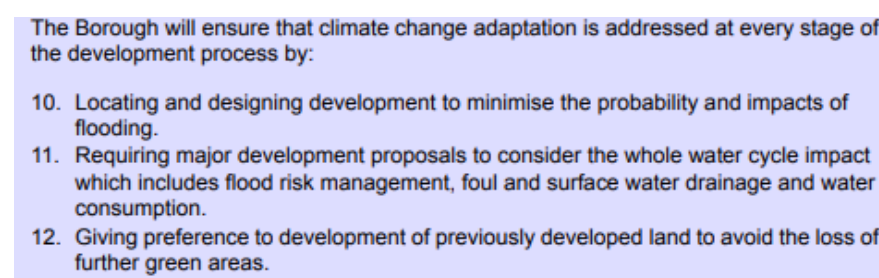 The Borough will ensure that climate change adaptation is addressed at every stage of
the development process by:
10. Locating and designing development to minimise the probability and impacts of
flooding.
11. Requiring major development proposals to consider the whole water cycle impact
which includes flood risk management, foul and surface water drainage and water
consumption.
12. Giving preference to development of previously developed land to avoid the loss of
further green areas.